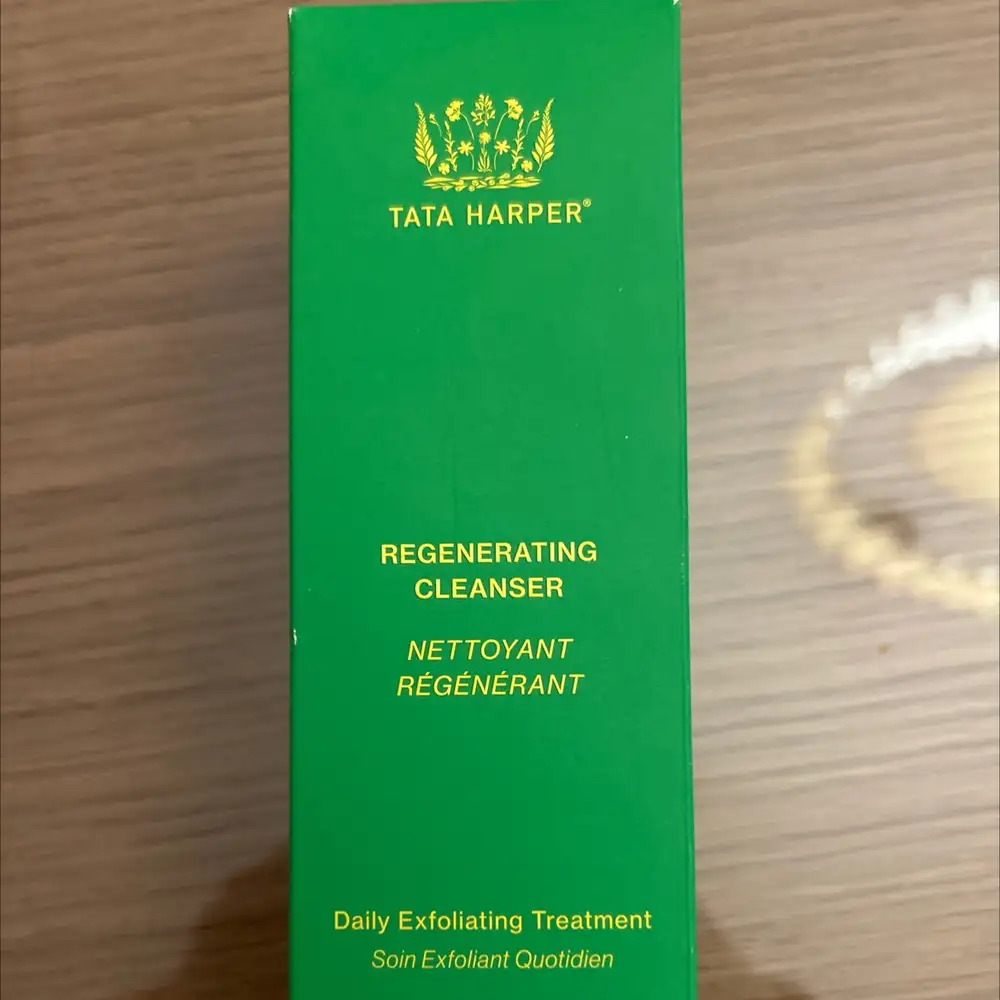 TATA HARPER®
REGENERATING
CLEANSER
NETTOYANT
RÉGÉNÉRANT
Daily Exfoliating Treatment
Soin Exfoliant Quotidien